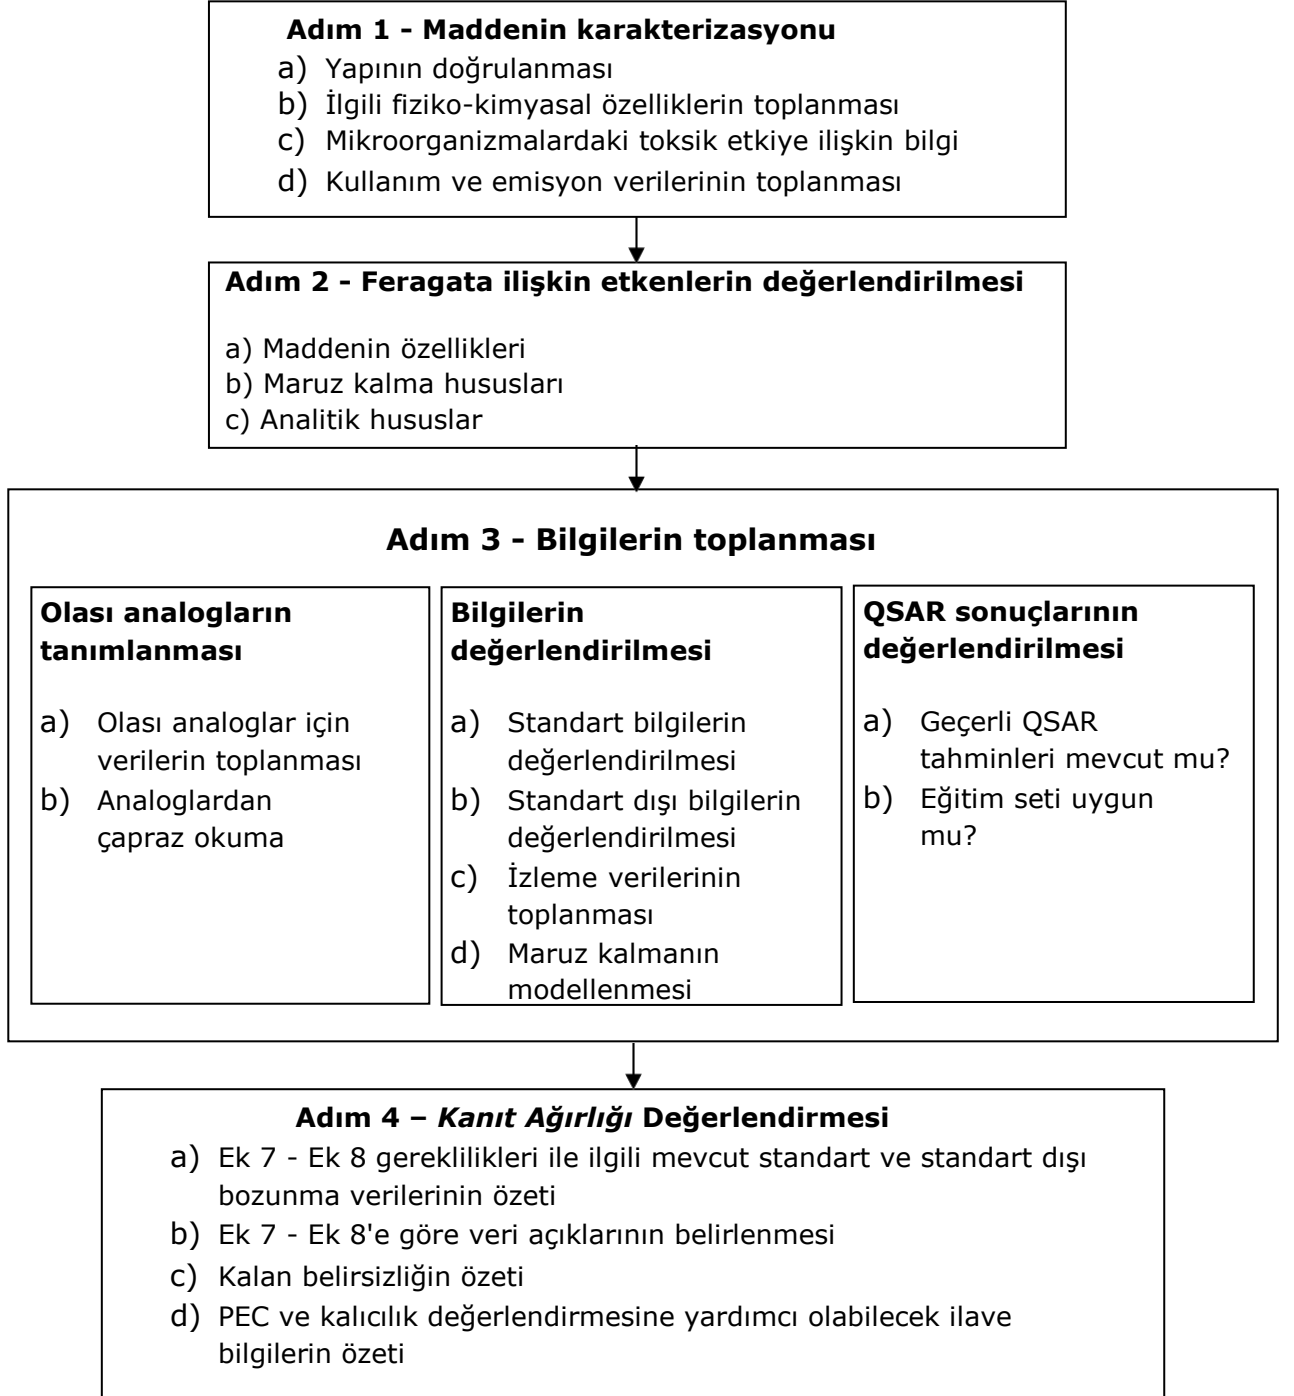 Adım 1 - Maddenin karakterizasyonu
a) Yapının doğrulanması
b) İlgili fiziko-kimyasal özelliklerin toplanması
c) Mikroorganizmalardaki toksik etkiye ilişkin bilgi
d) Kullanım ve emisyon verilerinin toplanması
Adım 2 - Feragata ilişkin etkenlerin değerlendirilmesi
a) Maddenin özellikleri
b) Maruz kalma hususları
c) Analitik hususlar
Adım 3 - Bilgilerin toplanması
Olası analogların
tanımlanması
a) Olası analoglar için
verilerin toplanması
b) Analoglardan
çapraz okuma
Bilgilerin
değerlendirilmesi
a) Standart bilgilerin
değerlendirilmesi
b) Standart dışı bilgilerin
değerlendirilmesi
c) İzleme verilerinin
toplanması
d) Maruz kalmanın
modellenmesi
QSAR sonuçlarının
değerlendirilmesi
a) Geçerli QSAR
tahminleri mevcut mu?
b) Eğitim seti uygun
mu?
Adım 4 – Kanıt Ağırlığı Değerlendirmesi
a) Ek 7 - Ek 8 gereklilikleri ile ilgili mevcut standart ve standart dışı
bozunma verilerinin özeti
b) Ek 7 - Ek 8'e göre veri açıklarının belirlenmesi
c) Kalan belirsizliğin özeti
d) PEC ve kalıcılık değerlendirmesine yardımcı olabilecek ilave
bilgilerin özeti